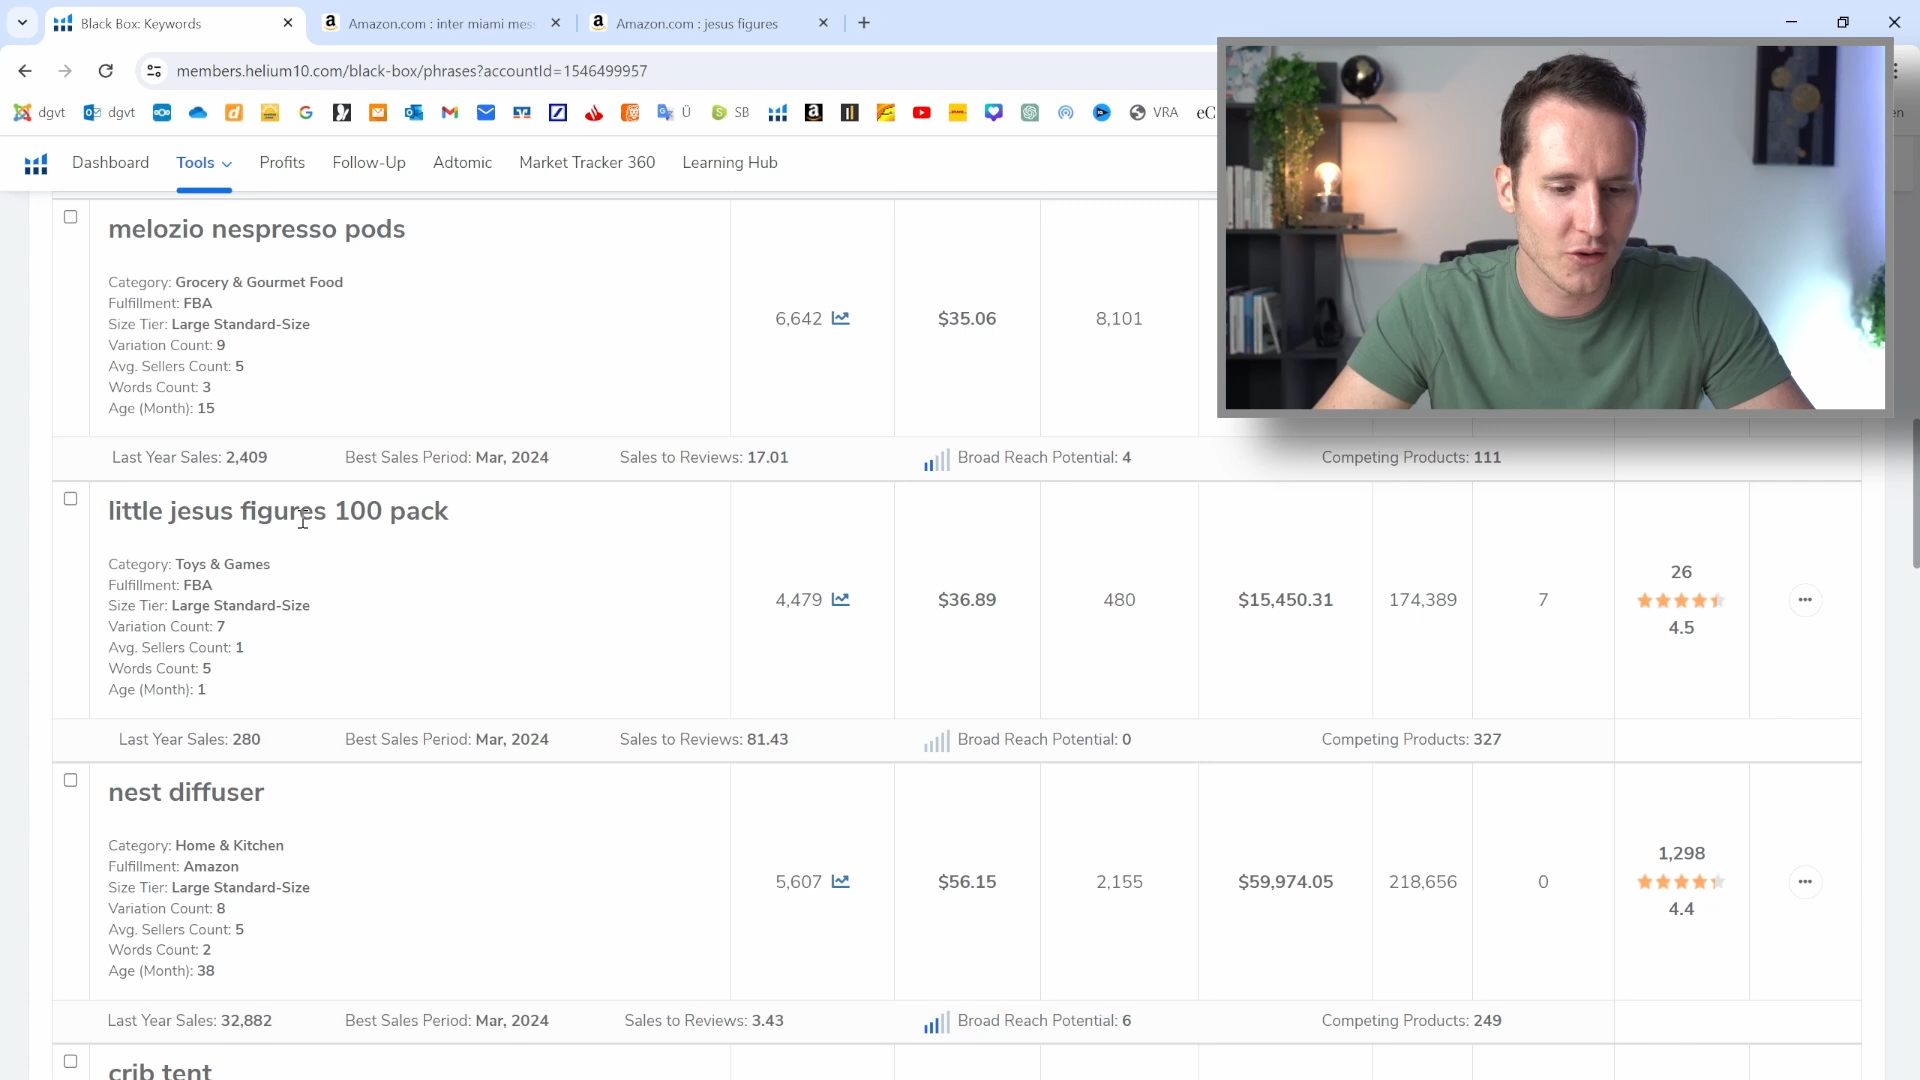 Black Box: Keywords
Amazon.com : inter miami mes
Amazon.com : jesus figures
members.helium10.com/black-box/phrases?accountId=1546499957
dgvt
dgvt
Ü
SB
VRA
eC
en
Dashboard
Tools
Profits
Follow-Up
Adtomic
Market Tracker 360
Learning Hub
melozio nespresso pods
Category: Grocery & Gourmet Food
Fulfillment: FBA
Size Tier: Large Standard-Size
Variation Count: 9
Avg. Sellers Count: 5
Words Count: 3
Age (Month): 15
6,642
$35.06
8,101
Last Year Sales: 2,409
Best Sales Period: Mar, 2024
Sales to Reviews: 17.01
Broad Reach Potential: 4
Competing Products: 111
little jesus figures 100 pack
Category: Toys & Games
Fulfillment: FBA
Size Tier: Large Standard-Size
Variation Count: 7
Avg. Sellers Count: 1
Words Count: 5
Age (Month): 1
4,479
$36.89
480
$15,450.31
174,389
7
26
4.5
Last Year Sales: 280
Best Sales Period: Mar, 2024
Sales to Reviews: 81.43
Broad Reach Potential: 0
Competing Products: 327
nest diffuser
Category: Home & Kitchen
Fulfillment: Amazon
Size Tier: Large Standard-Size
Variation Count: 8
Avg. Sellers Count: 5
Words Count: 2
Age (Month): 38
5,607
$56.15
2,155
$59,974.05
218,656
0
1,298
4.4
Last Year Sales: 32,882
Best Sales Period: Mar, 2024
Sales to Reviews: 3.43
Broad Reach Potential: 6
Competing Products: 249
crib tent